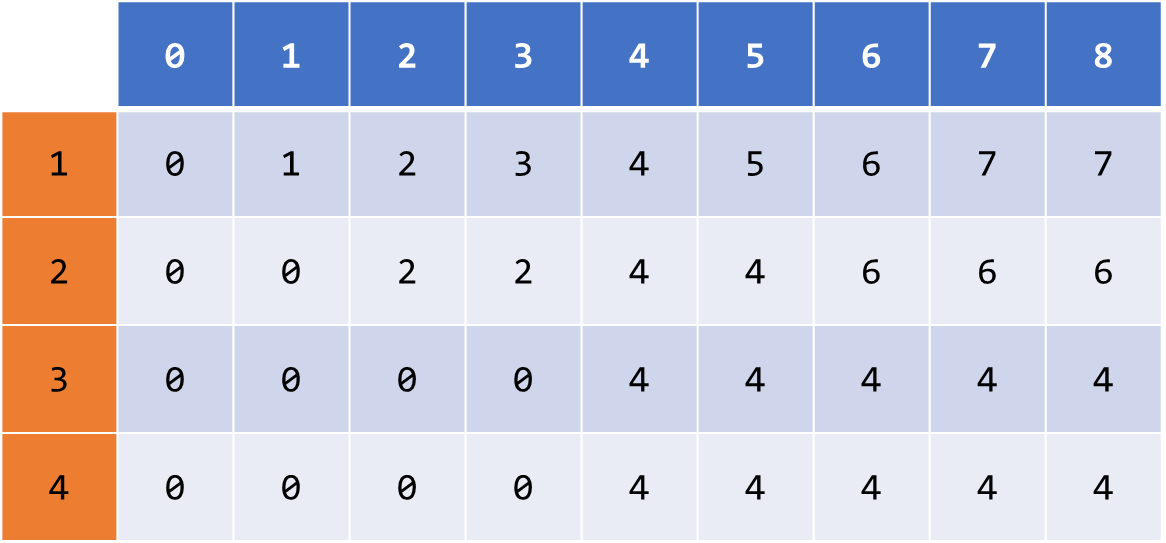 0 1 2 3 4 5 6 7 8
1 0 1 2 3 4 5 6 7 7
2 0 0 2 2 4 4 6 6 6
3 0 0 0 0 4 4 4 4 4
4 0 0 0 0 4 4 4 4 4